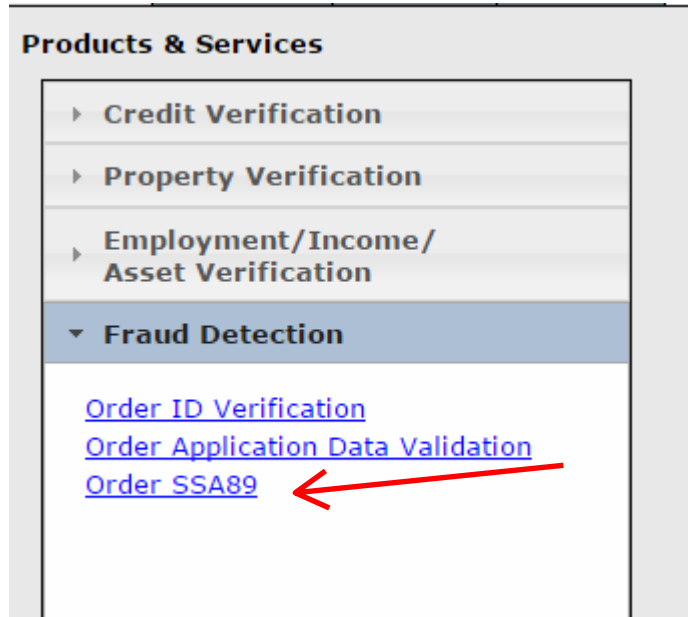 Products & Services
Credit Verification
Property Verification
Employment/Income/
Asset Verification
Fraud Detection
Order ID Verification
Order Application Data Validation
Order SSA89